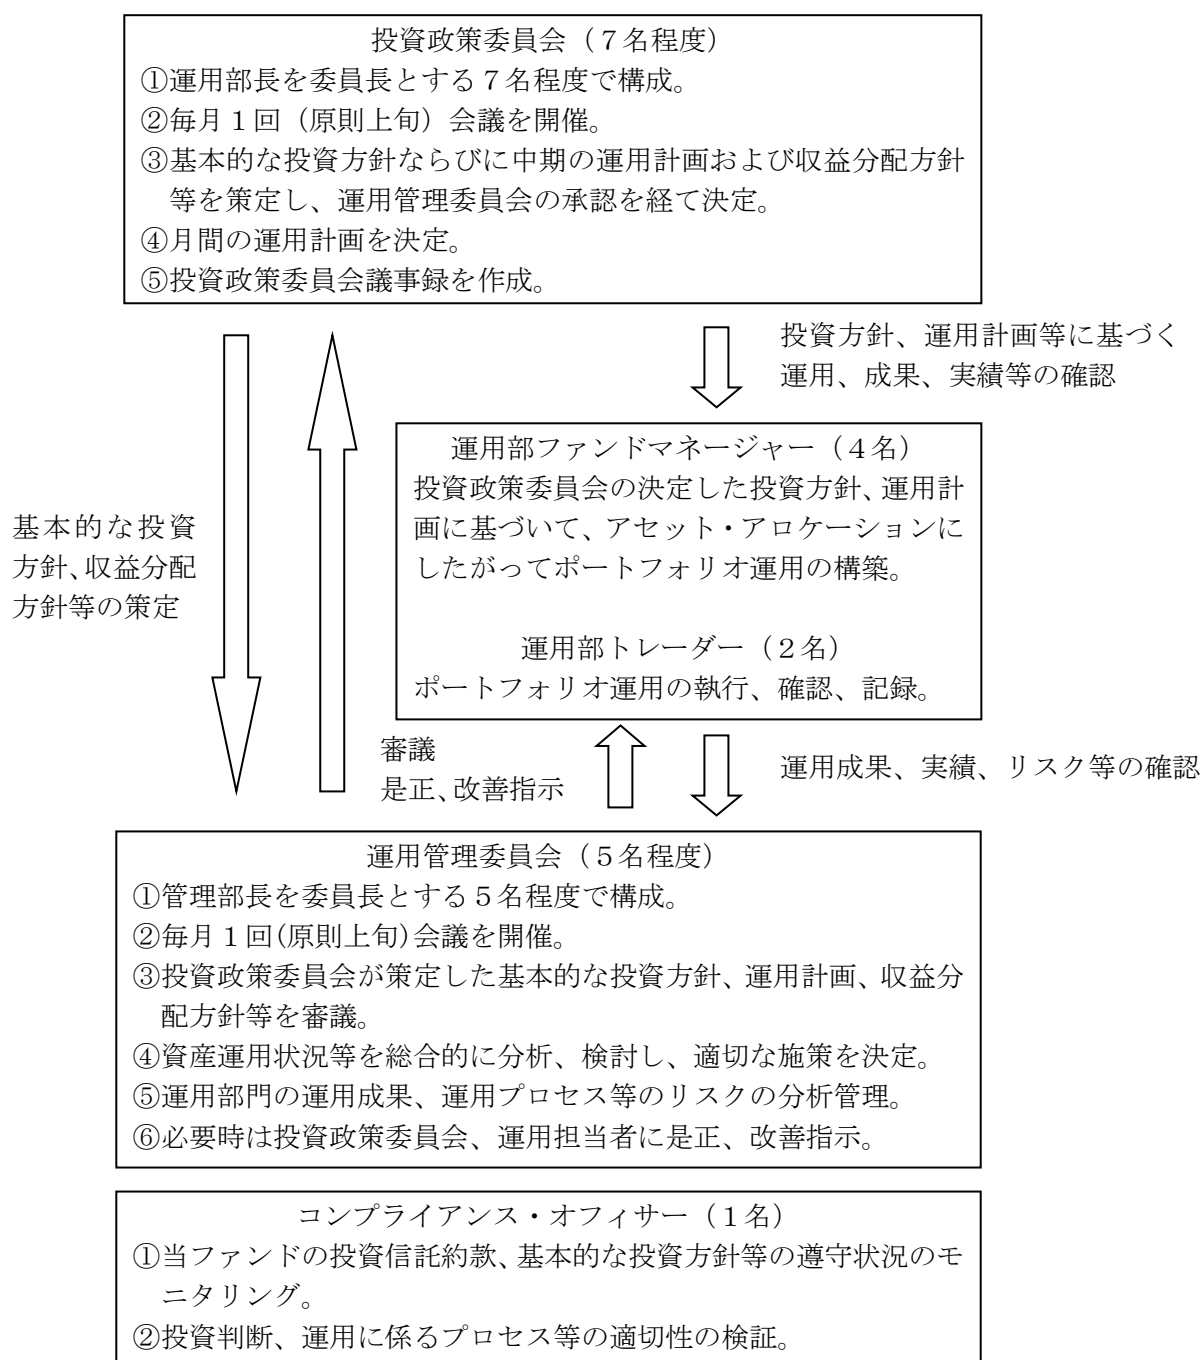 投資政策委員会（７名程度）
①運用部長を委員長とする７名程度で構成。
②毎月１回（原則上旬）会議を開催。
③基本的な投資方針ならびに中期の運用計画および収益分配方針
等を策定し、運用管理委員会の承認を経て決定。
④月間の運用計画を決定。
⑤投資政策委員会議事録を作成。
投資方針、運用計画等に基づく
運用、成果、実績等の確認
運用部ファンドマネージャー（４名）
投資政策委員会の決定した投資方針、運用計
画に基づいて、アセット・アロケーションに
したがってポートフォリオ運用の構築。
基本的な投資
方針、収益分配
方針等の策定
運用部トレーダー（２名）
ポートフォリオ運用の執行、確認、記録。
審議
是正、改善指示
運用成果、実績、リスク等の確認
運用管理委員会（５名程度）
①管理部長を委員長とする５名程度で構成。
②毎月１回(原則上旬)会議を開催。
③投資政策委員会が策定した基本的な投資方針、運用計画、収益分
配方針等を審議。
④資産運用状況等を総合的に分析、検討し、適切な施策を決定。
⑤運用部門の運用成果、運用プロセス等のリスクの分析管理。
⑥必要時は投資政策委員会、運用担当者に是正、改善指示。
コンプライアンス・オフィサー（１名）
①当ファンドの投資信託約款、基本的な投資方針等の遵守状況のモ
ニタリング。
②投資判断、運用に係るプロセス等の適切性の検証。